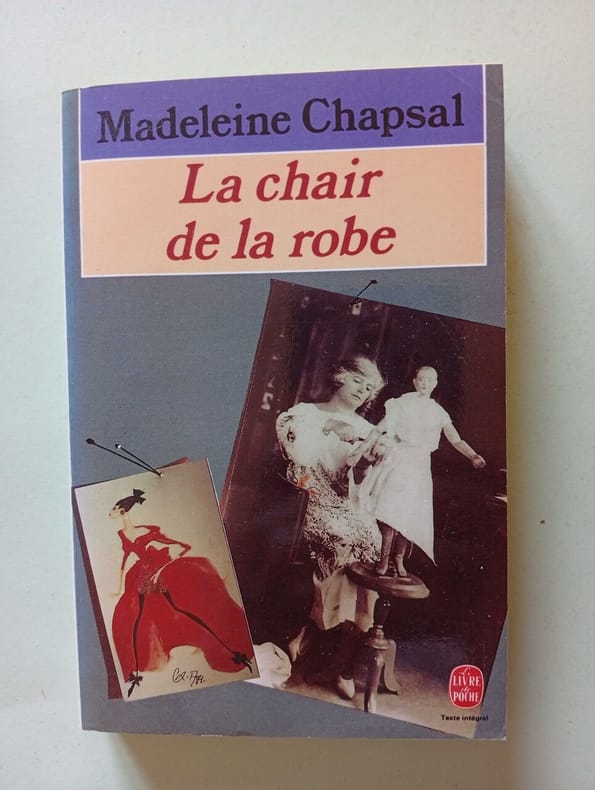 Madeleine Chapsal
La chair
de la robe
Le
LIVRE
de
POCHE
Texte intégral